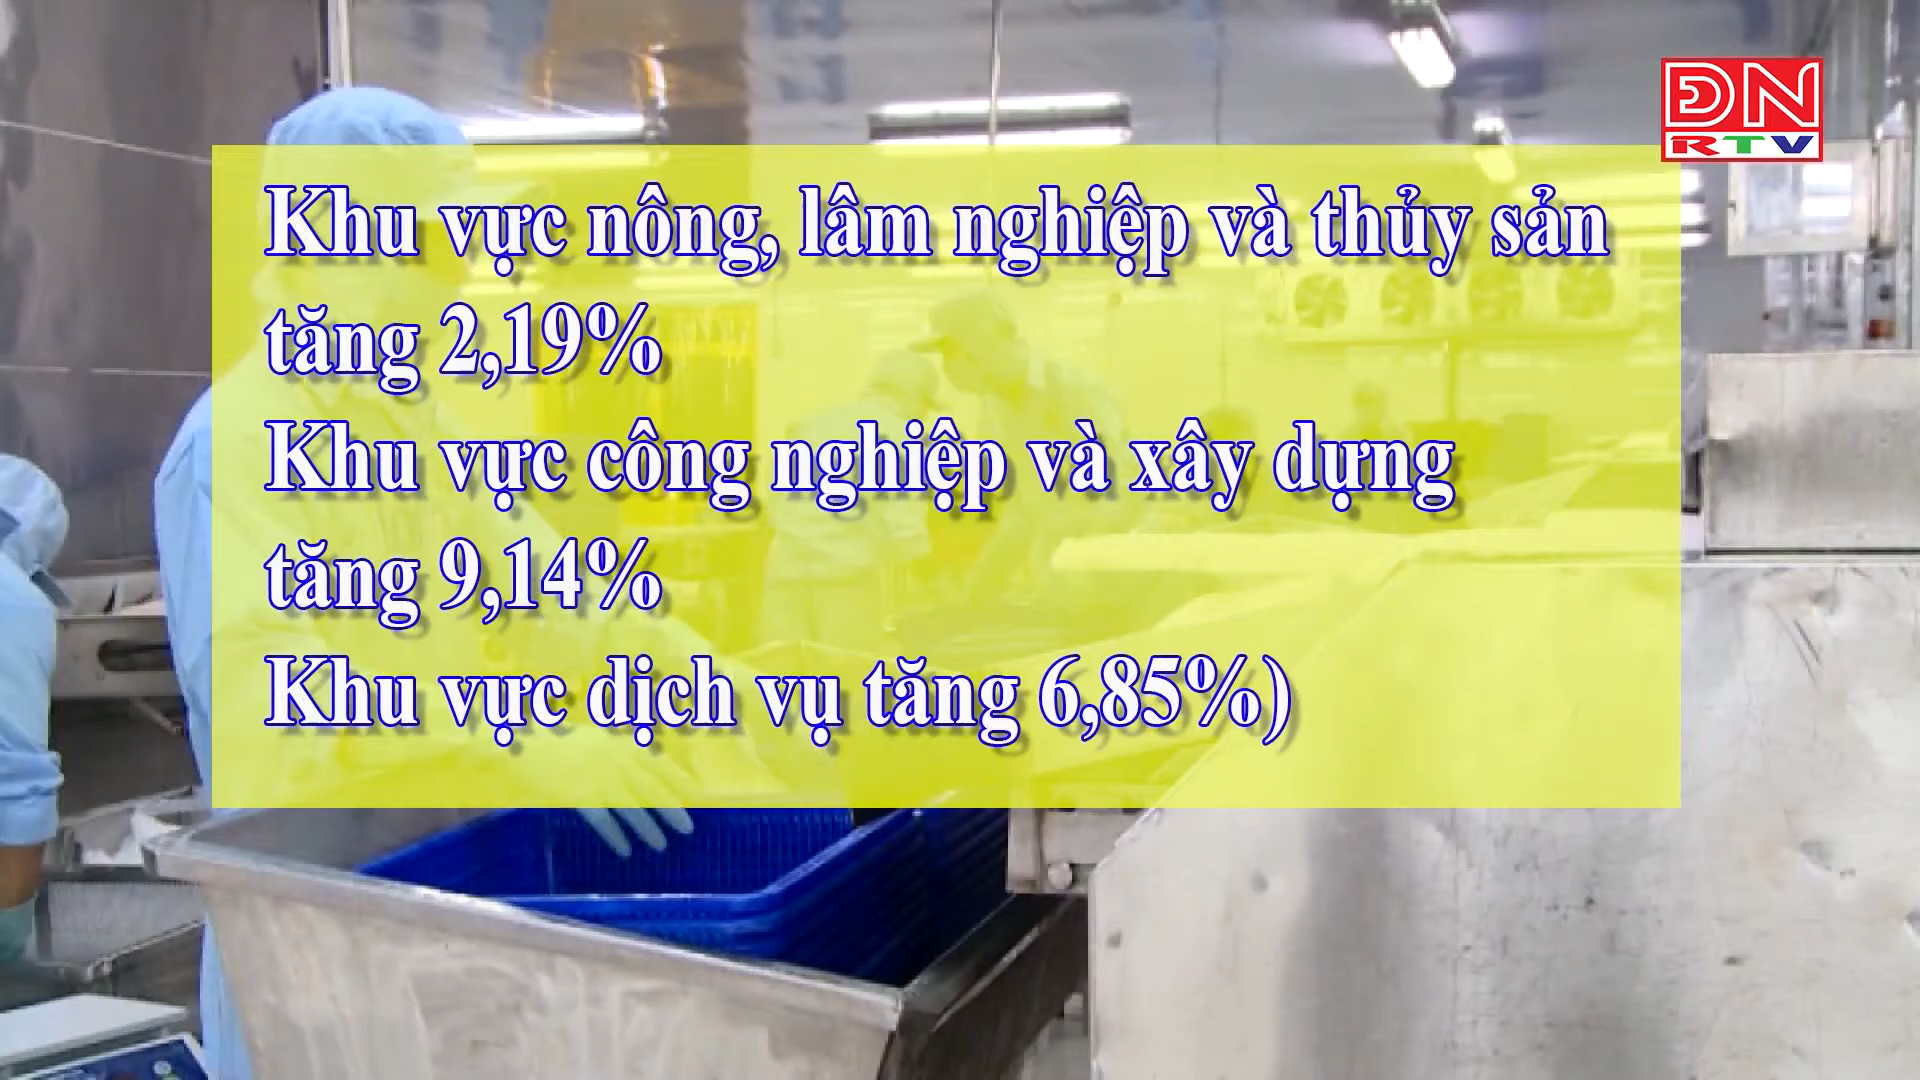 ĐN
RTV
Khu vực nông, lâm nghiệp và thủy sản
tăng 2,19%
Khu vực công nghiệp và xây dựng
tăng 9,14%
Khu vực dịch vụ tăng 6,85%)